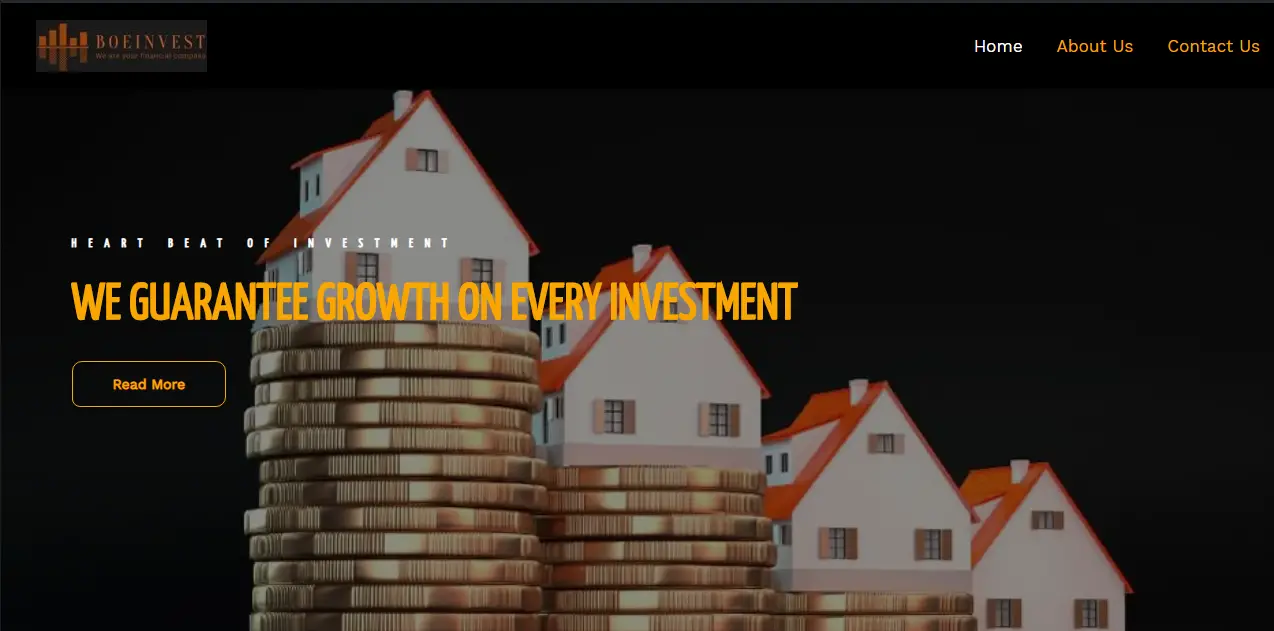 BOEINVEST
We are your financial company
Home
About Us
Contact Us
HEART BEAT OF INVESTMENT
WE GUARANTEE GROWTH ON EVERY INVESTMENT
Read More